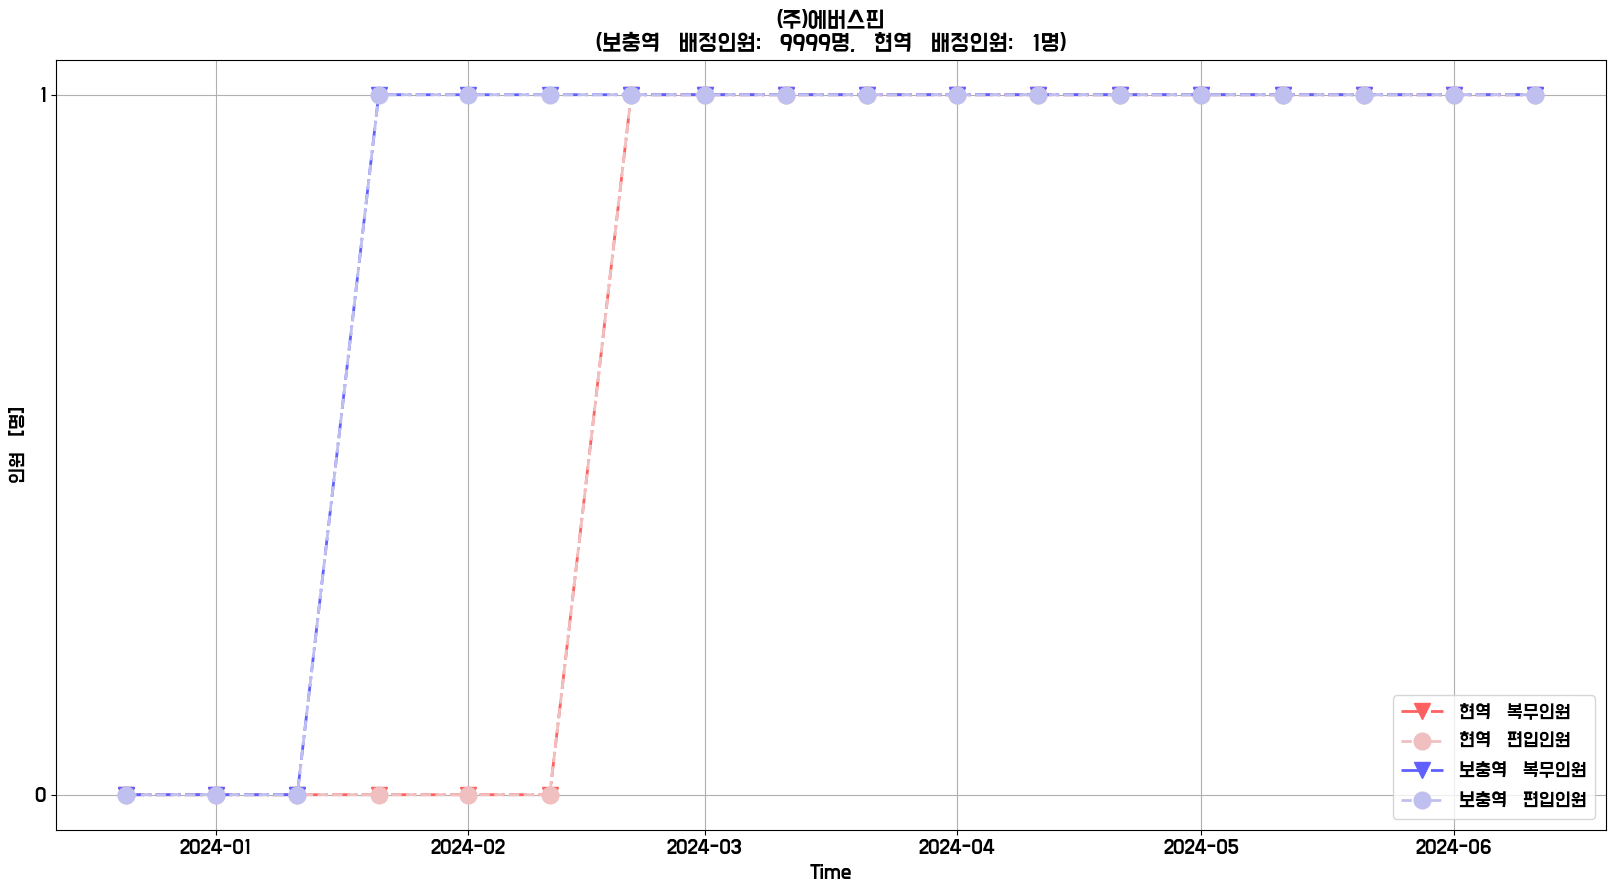 (주)에버스핀
(보충역 배정인원: 9999명, 현역 배정인원: 1명)
인원 [명]
1
0
현역 복무인원
현역 편입인원
보충역 복무인원
보충역 편입인원
2024-01 2024-02 2024-03 2024-04 2024-05 2024-06
Time